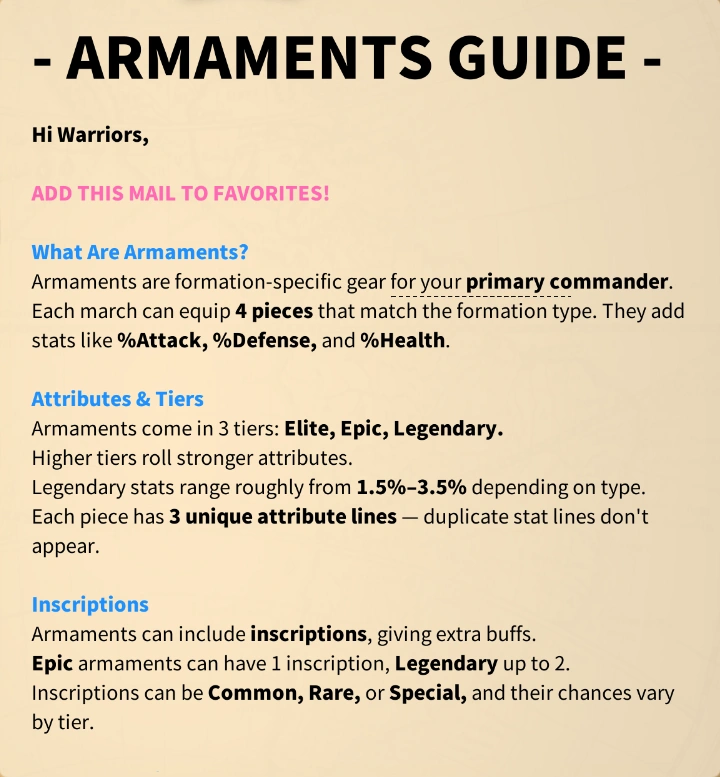 - ARMAMENTS GUIDE -
Hi Warriors,
ADD THIS MAIL TO FAVORITES!
What Are Armaments?
Armaments are formation-specific gear for your primary commander.
Each march can equip 4 pieces that match the formation type. They add
stats like %Attack, %Defense, and %Health.
Attributes & Tiers
Armaments come in 3 tiers: Elite, Epic, Legendary.
Higher tiers roll stronger attributes.
Legendary stats range roughly from 1.5%–3.5% depending on type.
Each piece has 3 unique attribute lines — duplicate stat lines don't
appear.
Inscriptions
Armaments can include inscriptions, giving extra buffs.
Epic armaments can have 1 inscription, Legendary up to 2.
Inscriptions can be Common, Rare, or Special, and their chances vary
by tier.